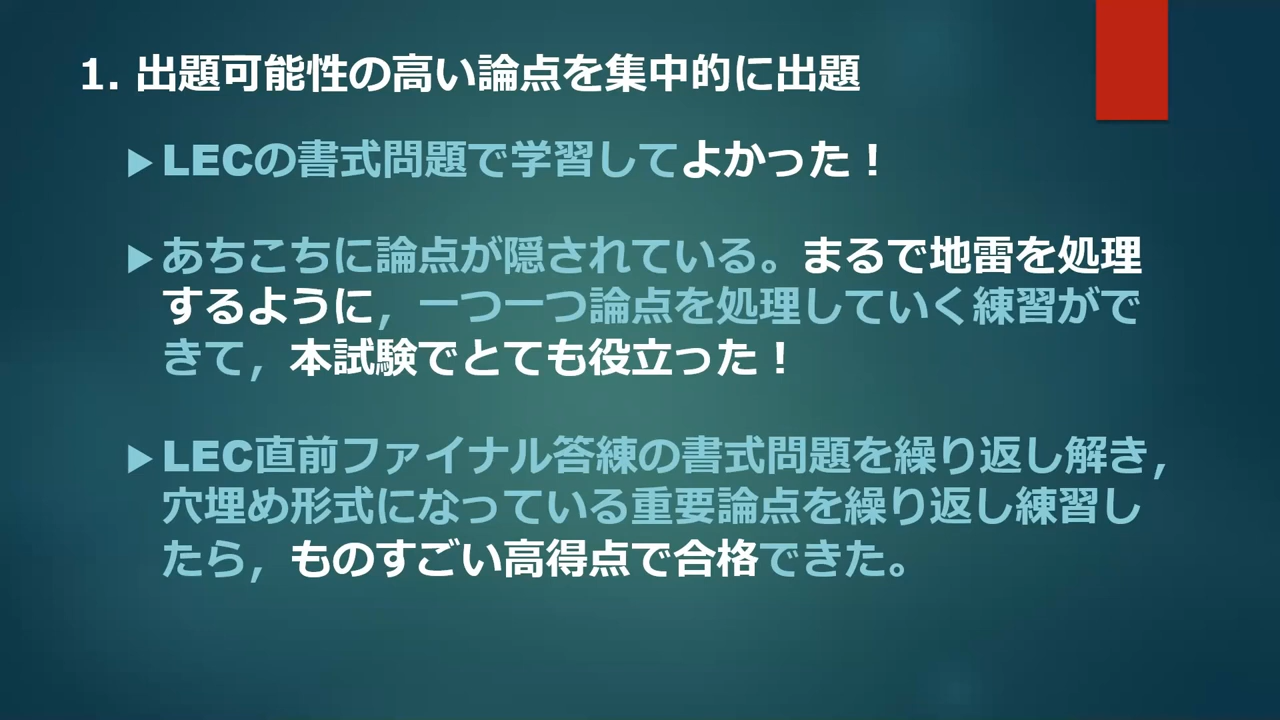 1. 出題可能性の高い論点を集中的に出題
LECの書式問題で学習してよかった！
あちこちに論点が隠されている。まるで地雷を処理
するように，一つ一つ論点を処理していく練習がで
きて，本試験でとても役立った！
LEC直前ファイナル答練の書式問題を繰り返し解き，
穴埋め形式になっている重要論点を繰り返し練習し
たら，ものすごい高得点で合格できた。